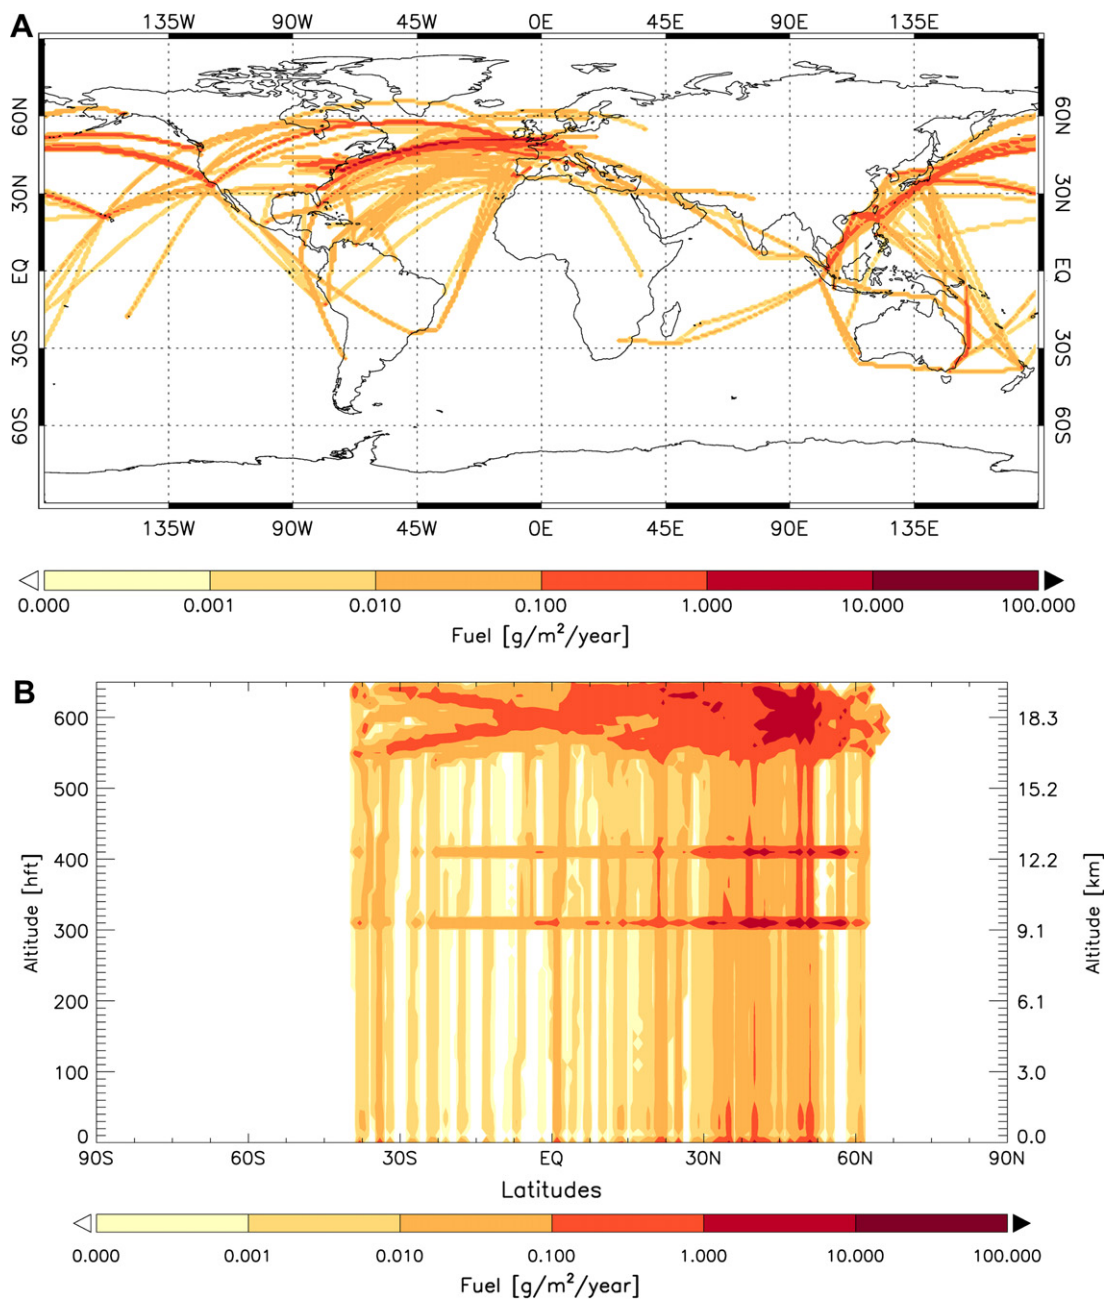 A
135W 90W 45W 0E 45E 90E 135E
60N 60N
30N 30N
EQ EQ
30S 30S
60S 60S
135W 90W 45W 0E 45E 90E 135E
0.000 0.001 0.010 0.100 1.000 10.000 100.000
Fuel [g/m²/year]
B
600 18.3
500 15.2
400 12.2
300 9.1
200 6.1
100 3.0
0 0.0
Altitude [hft]
Altitude [km]
90S 60S 30S EQ 30N 60N 90N
Latitudes
0.000 0.001 0.010 0.100 1.000 10.000 100.000
Fuel [g/m²/year]